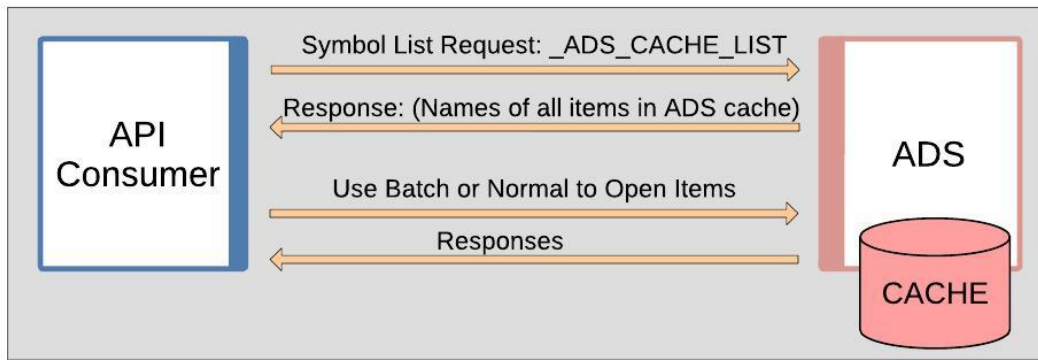 Symbol List Request: _ADS_CACHE_LIST
Response: (Names of all items in ADS cache)
API
Consumer
ADS
Use Batch or Normal to Open Items
Responses
CACHE